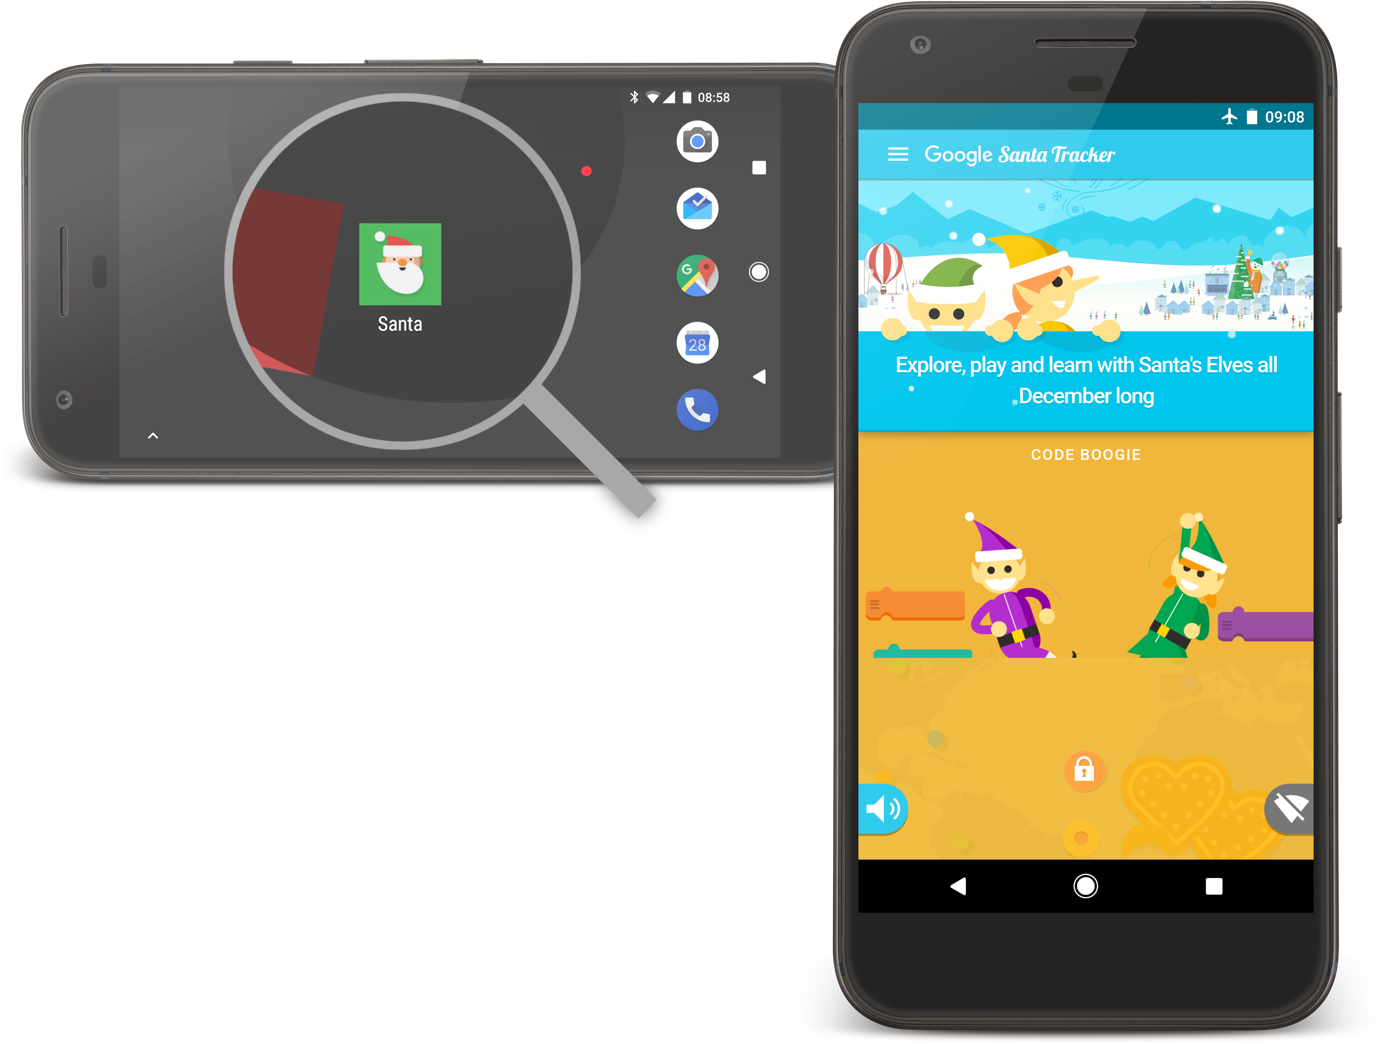 08:58
Santa
G
28
09:08
Google Santa Tracker
Explore, play and learn with Santa's Elves all
December long
CODE BOOGIE